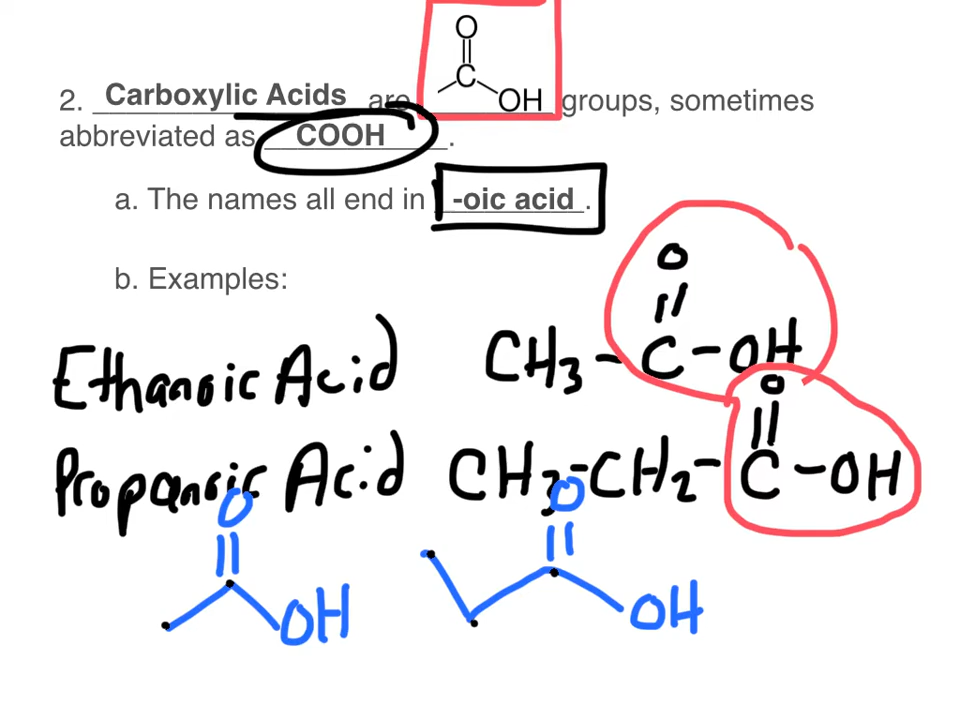 O
||
C
OH
2. Carboxylic Acids are groups, sometimes
abbreviated as COOH.
a. The names all end in -oic acid.
b. Examples:
O
||
Ethanoic Acid CH3-C-OH
O
||
Propanoic Acid CH3-CH2-C-OH
O O
|| ||
OH OH